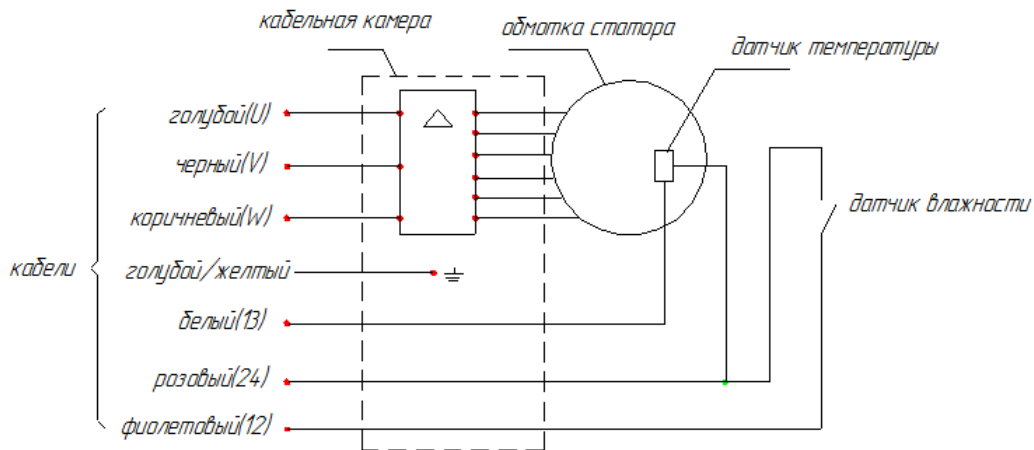 кабельная камера
обмотка статора
датчик температуры
голубой(U)
черный(V)
коричневый(W)
датчик влажности
кабели
голубой/желтый
белый(13)
розовый(24)
фиолетовый(12)